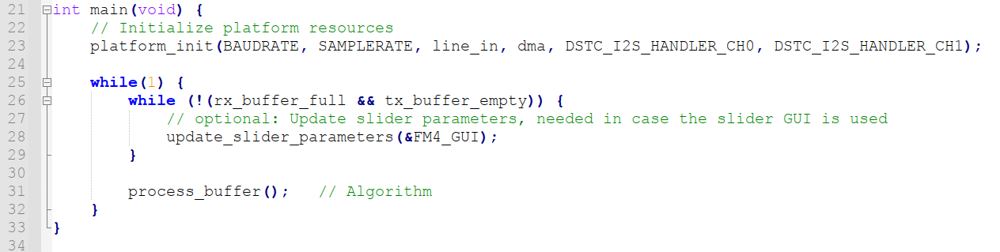 21 int main(void) {
22     // Initialize platform resources
23     platform_init(BAUDRATE, SAMPLERATE, line_in, dma, DSTC_I2S_HANDLER_CH0, DSTC_I2S_HANDLER_CH1);
24
25     while(1) {
26         while (!(rx_buffer_full && tx_buffer_empty)) {
27             // optional: Update slider parameters, needed in case the slider GUI is used
28             update_slider_parameters(&FM4_GUI);
29         }
30
31         process_buffer();   // Algorithm
32     }
33 }
34